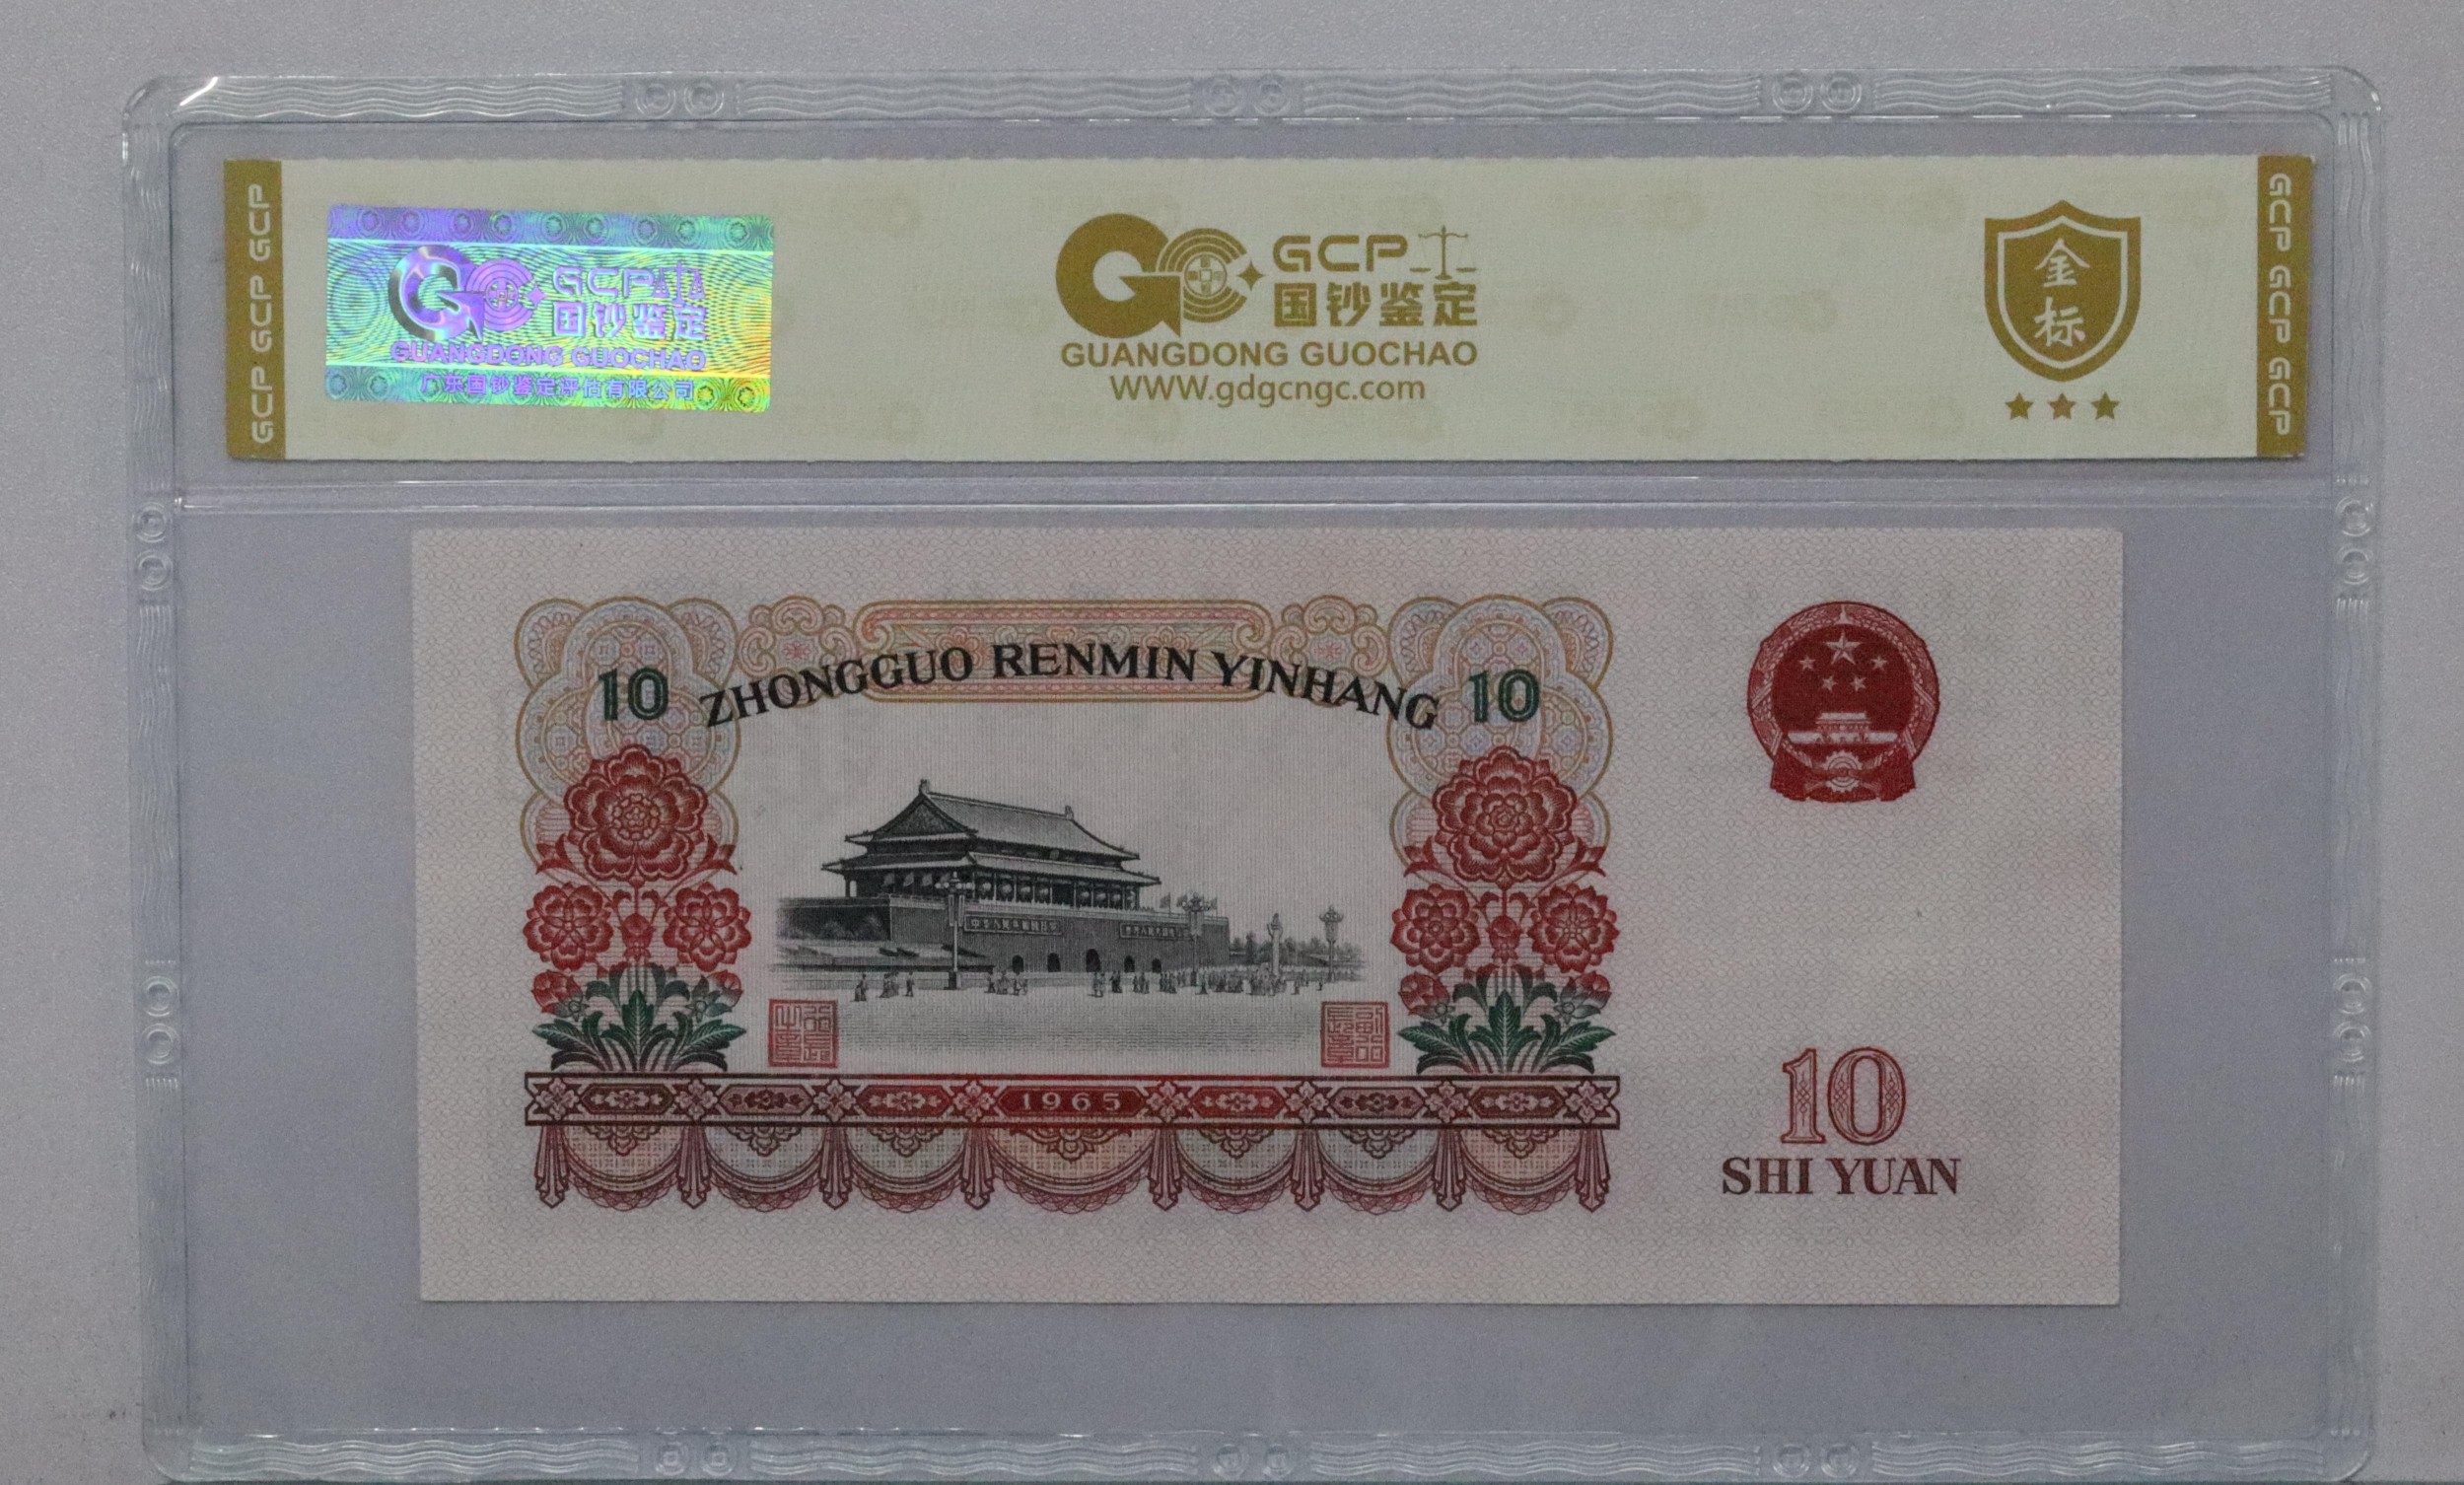 GCP GCP GCP
GCP
国钞鉴定
GUANGDONG GUOCHAO
广东国钞鉴定评估有限公司
GCP
国钞鉴定
GUANGDONG GUOCHAO
WWW.gdgcngc.com
金
标
GCP GCP GCP
10
ZHONGGUO RENMIN YINHANG
10
1965
10
SHI YUAN